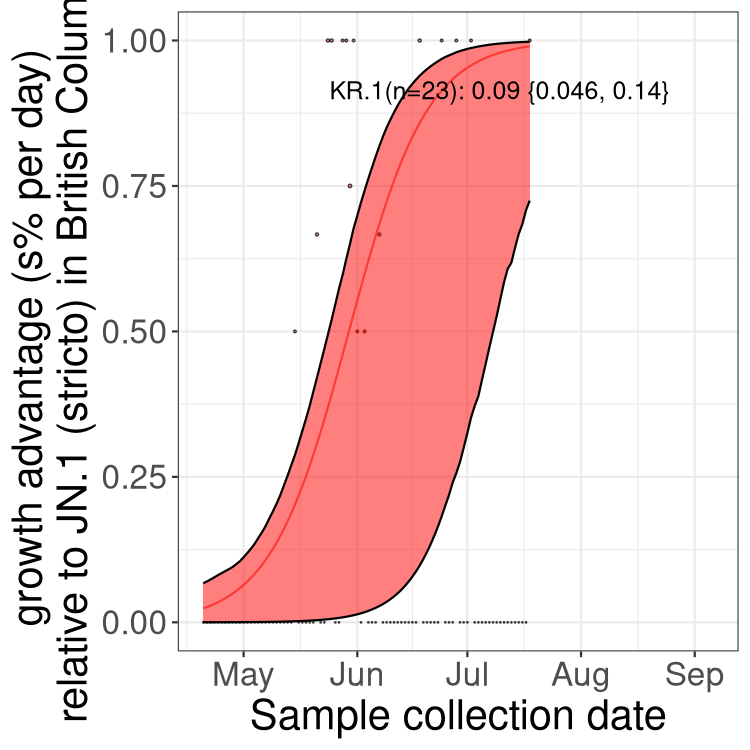 growth advantage (s% per day)
relative to JN.1 (stricto) in British Colum
1.00
0.75
0.50
0.25
0.00
KR.1(n=23): 0.09 {0.046, 0.14}
May Jun Jul Aug Sep
Sample collection date